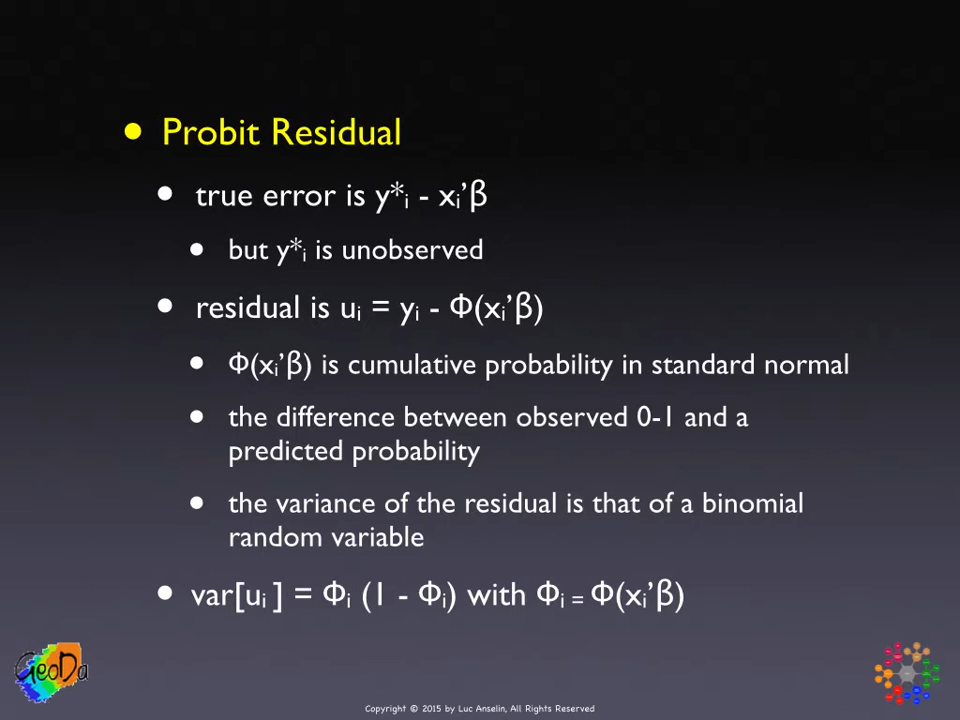 • Probit Residual
• true error is y*i - xi’β
• but y*i is unobserved
• residual is ui = yi - Φ(xi’β)
• Φ(xi’β) is cumulative probability in standard normal
• the difference between observed 0-1 and a
predicted probability
• the variance of the residual is that of a binomial
random variable
• var[ui ] = Φi (1 - Φi) with Φi = Φ(xi’β)
GeoDa
Copyright © 2015 by Luc Anselin, All Rights Reserved